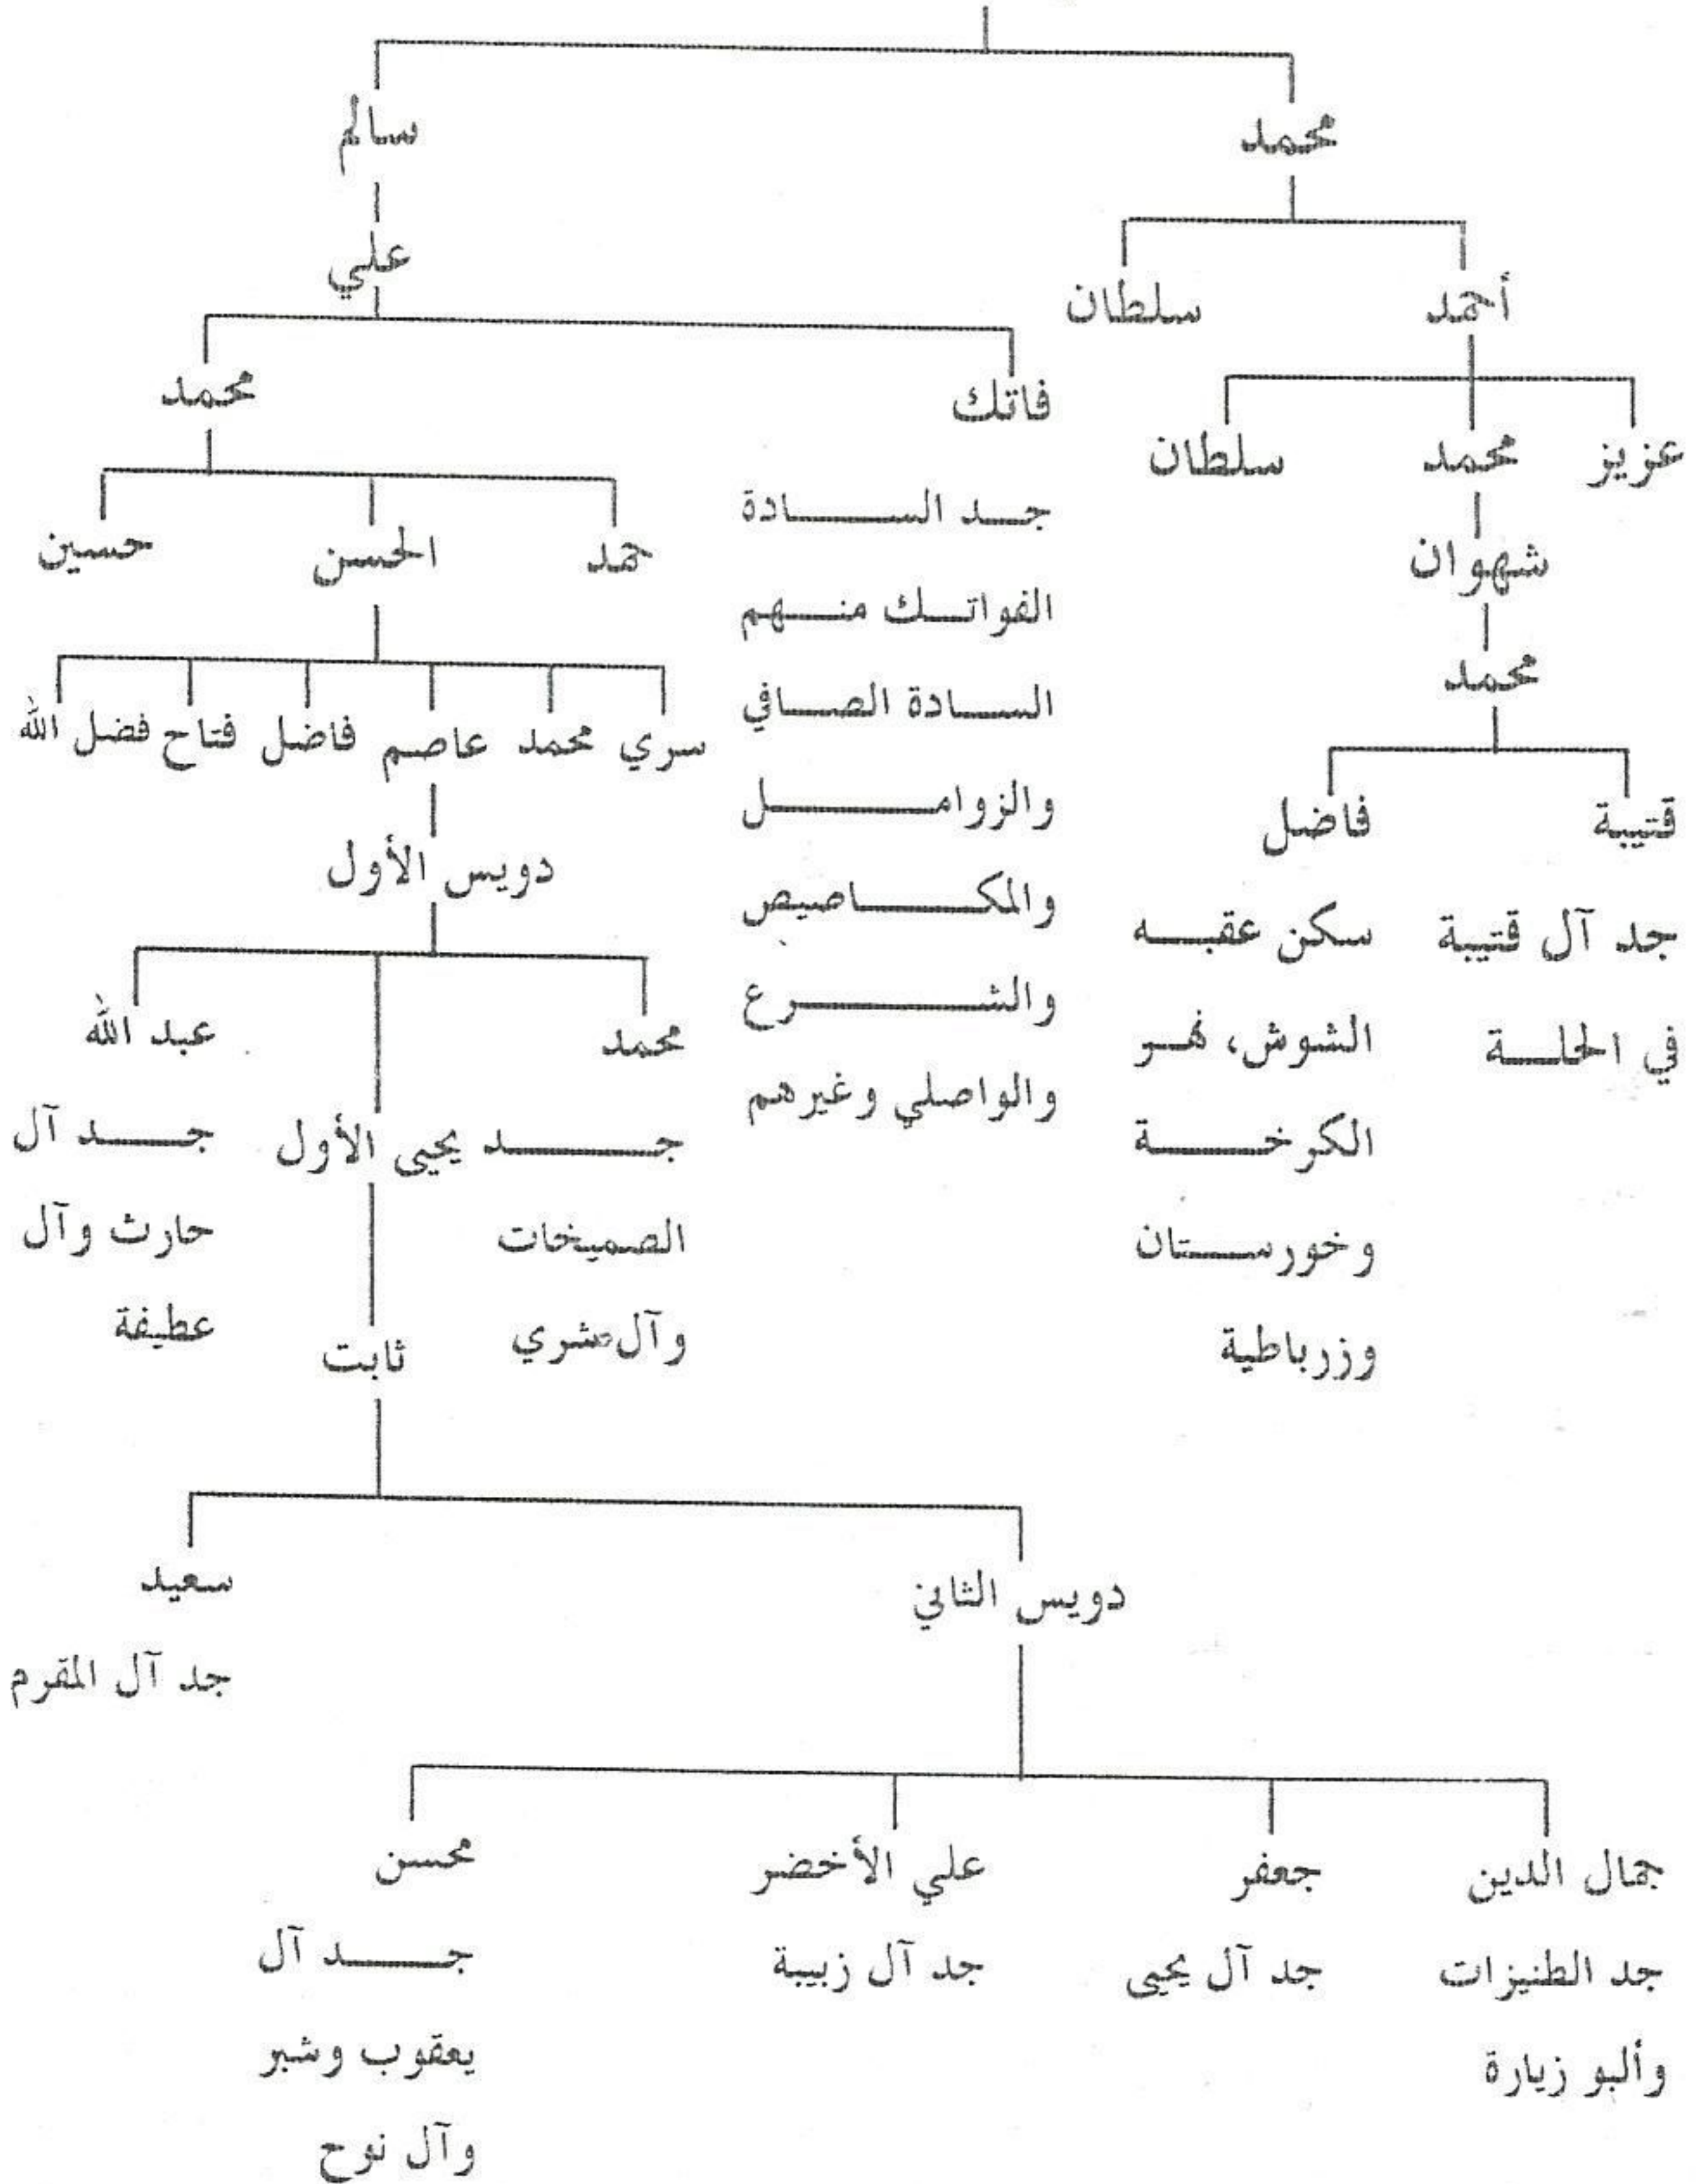 محمد
سالم
علي
أحمد
سلطان
فاتك
محمد
عزيز
محمد
سلطان
حمد
الحسن
حسين
شهوان
محمد
سري
محمد
عاصم
فاضل
فتاح
فضل الله
قتيبة
جد آل قتيبة
في الحلة
فاضل
سكن عقبه
الشوش، نهر
الكرخة
وخورستان
وزرباطية
جد السادة
الفواتك منهم
السادة الصافي
والزوامل
والمكاصيص
والشرع
والواصلي وغيرهم
دويس الأول
محمد
جد
الصميخات
وآل شري
يحيى الأول
عبد الله
جد آل
حارث وآل
عطيفة
ثابت
دويس الثاني
سعيد
جد آل المقرم
جمال الدين
جد الطنيزات
وألبو زيارة
جعفر
جد آل يحيى
علي الأخضر
جد آل زبيبة
محسن
جد آل
يعقوب وشبر
وآل نوح